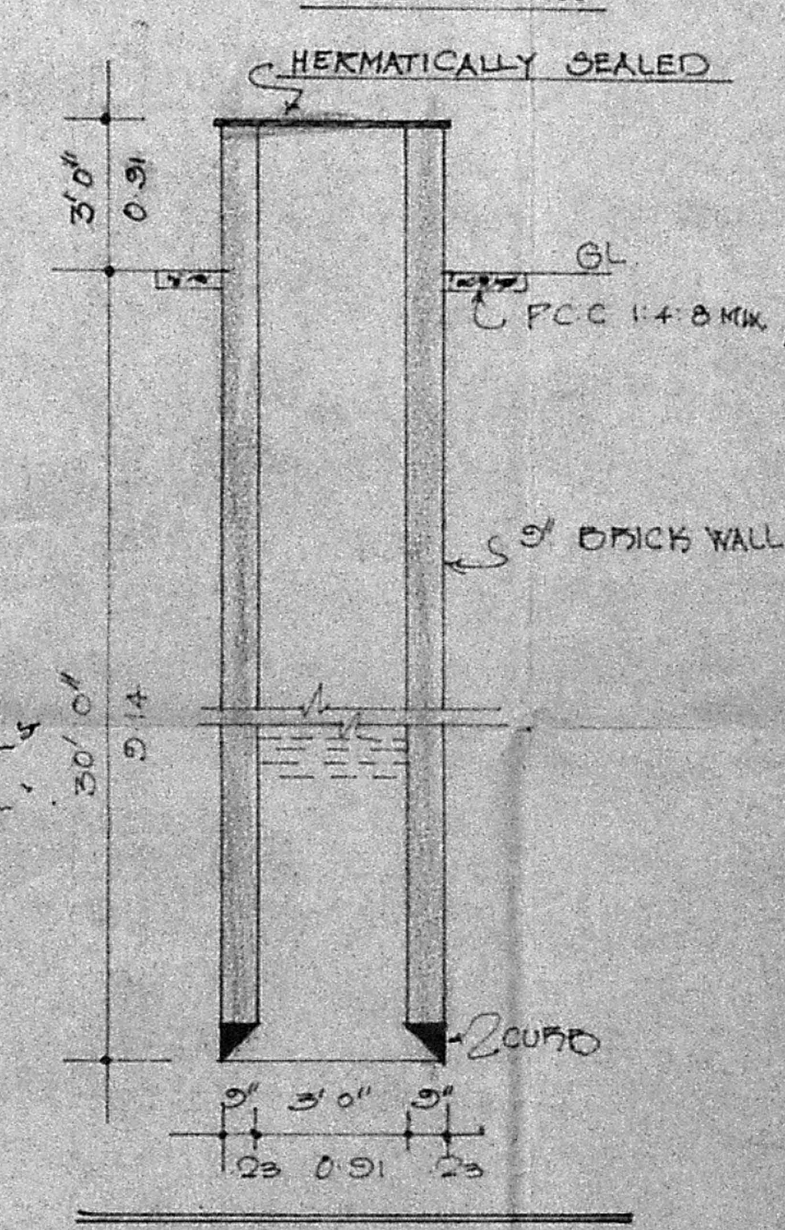 HERMATICALLY SEALED
3' 0"
0.91
GL.
P.C.C 1:4:8 MIX
9" BRICK WALL
30' 0"
9.14
CURB
9" 3' 0" 9"
.23 0.91 .23